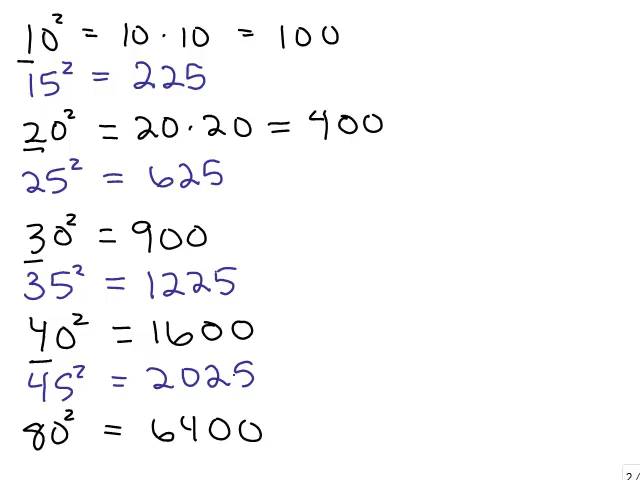 10² = 10 · 10 = 100
15² = 225
20² = 20 · 20 = 400
25² = 625
30² = 900
35² = 1225
40² = 1600
45² = 2025
80² = 6400
2/